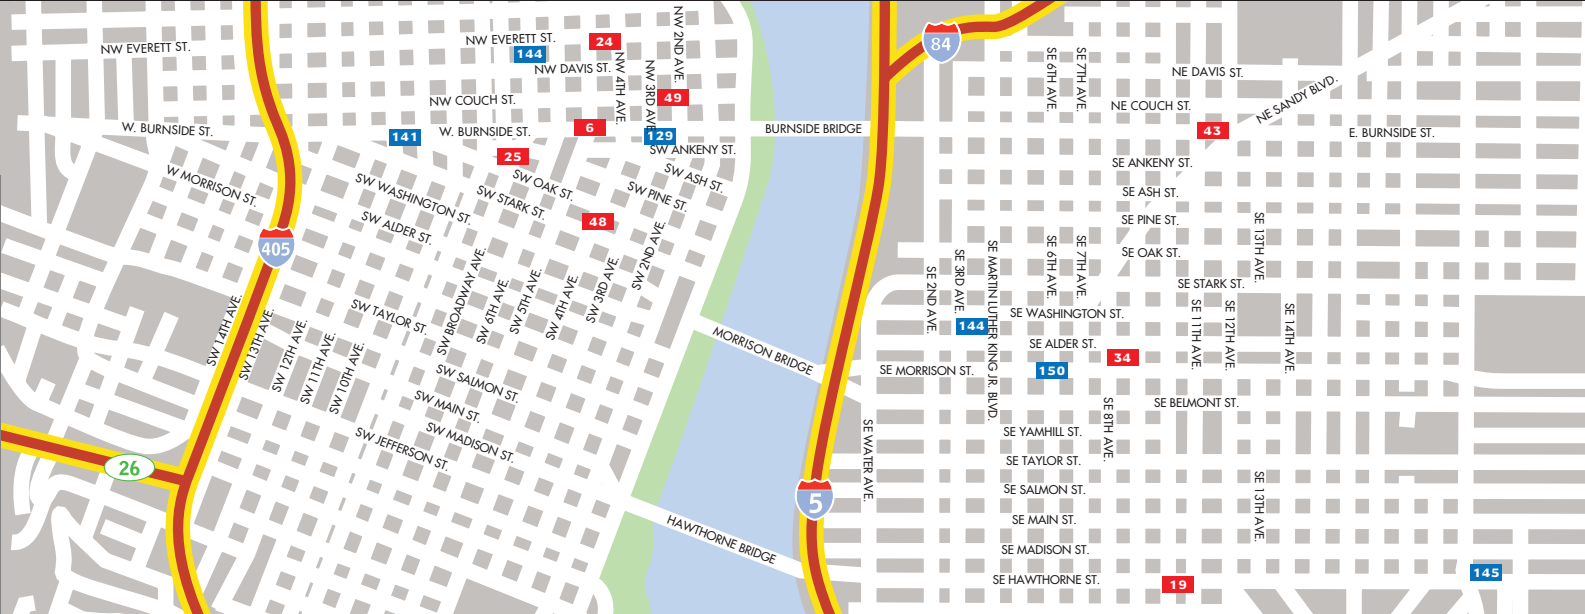 NW EVERETT ST.
NW EVERETT ST.
144
24
NW DAVIS ST.
NW 4TH AVE.
NW 3RD AVE.
NW 2ND AVE.
49
NW COUCH ST.
W. BURNSIDE ST.
141
W. BURNSIDE ST.
6
129
SW ANKENY ST.
BURNSIDE BRIDGE
25
W MORRISON ST.
SW WASHINGTON ST.
SW ALDER ST.
SW OAK ST.
SW STARK ST.
SW ASH ST.
SW PINE ST.
48
405
SW 2ND AVE.
SW 3RD AVE.
SW 4TH AVE.
SW 5TH AVE.
SW 6TH AVE.
SW BROADWAY AVE.
SW TAYLOR ST.
SW 14TH AVE.
SW 13TH AVE.
SW 12TH AVE.
SW 11TH AVE.
SW 10TH AVE.
SW SALMON ST.
SW MAIN ST.
SW MADISON ST.
SW JEFFERSON ST.
26
MORRISON BRIDGE
HAWTHORNE BRIDGE
5
84
SE 6TH AVE.
SE 7TH AVE.
NE DAVIS ST.
NE SANDY BLVD.
NE COUCH ST.
43
E. BURNSIDE ST.
SE ANKENY ST.
SE ASH ST.
SE PINE ST.
SE OAK ST.
SE 13TH AVE.
SE STARK ST.
SE 2ND AVE.
SE 3RD AVE.
SE MARTIN LUTHER KING JR. BLVD.
SE 6TH AVE.
SE 7TH AVE.
SE WASHINGTON ST.
144
SE ALDER ST.
34
SE 11TH AVE.
SE 12TH AVE.
SE 14TH AVE.
SE MORRISON ST.
150
SE BELMONT ST.
SE 8TH AVE.
SE WATER AVE.
SE YAMHILL ST.
SE TAYLOR ST.
SE SALMON ST.
SE 13TH AVE.
SE MAIN ST.
SE MADISON ST.
SE HAWTHORNE ST.
19
145